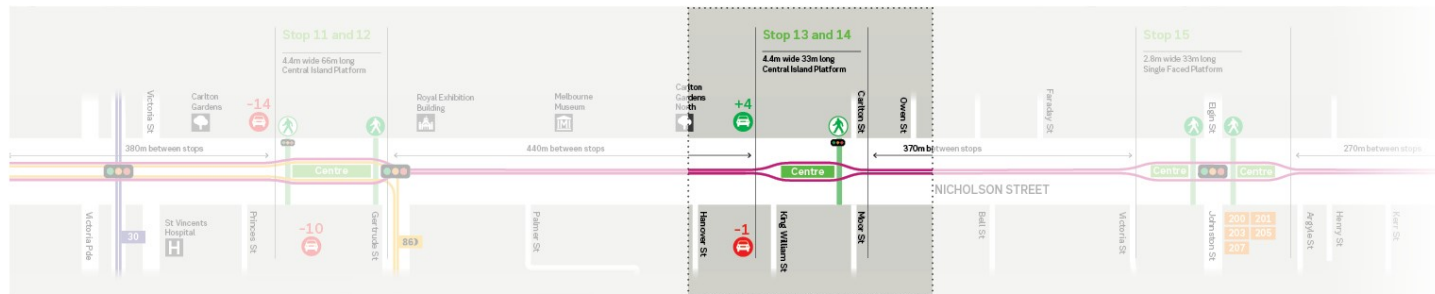 Stop 11 and 12
4.4m wide 66m long
Central Island Platform
Stop 13 and 14
4.4m wide 33m long
Central Island Platform
Stop 15
2.8m wide 33m long
Single Faced Platform
Victoria St
Carlton
Gardens
-14
Royal Exhibition
Building
Melbourne
Museum
Carlton
Gardens
North
+4
Carlton St
Owen St
Faraday St
Elgin St
380m between stops
440m between stops
370m between stops
270m between stops
Centre
Centre
Centre
Centre
NICHOLSON STREET
Victoria Pde
30
St Vincents
Hospital
H
Princess St
-10
Gertrude St
86
Palmer St
Hanover St
-1
King William St
Moor St
Bell St
Victoria St
Johnston St
200
201
203
205
207
Argyle St
Henry St
Kerr St